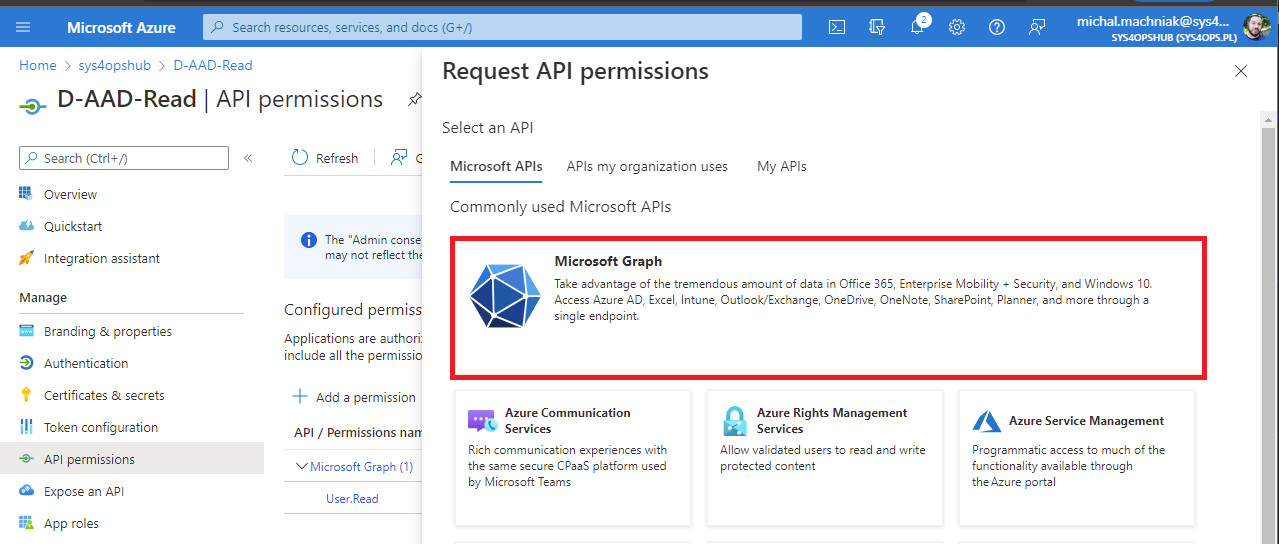 Microsoft Azure
Search resources, services, and docs (G+/)
2
michal.machniak@sys4...
SYS4OPSHUB (SYS4OPS.PL)
Home > sys4opshub > D-AAD-Read
D-AAD-Read | API permissions
Search (Ctrl+/)
«
Overview
Quickstart
Integration assistant
Manage
Branding & properties
Authentication
Certificates & secrets
Token configuration
API permissions
Expose an API
App roles
Refresh
G
The "Admin conse
may not reflect the
Configured permiss
Applications are authoriz
include all the permissio
Add a permission
API / Permissions nam
Microsoft Graph (1)
User.Read
Request API permissions
Select an API
Microsoft APIs
APIs my organization uses
My APIs
Commonly used Microsoft APIs
Microsoft Graph
Take advantage of the tremendous amount of data in Office 365, Enterprise Mobility + Security, and Windows 10.
Access Azure AD, Excel, Intune, Outlook/Exchange, OneDrive, OneNote, SharePoint, Planner, and more through a
single endpoint.
Azure Communication
Services
Rich communication experiences with
the same secure CPaaS platform used
by Microsoft Teams
Azure Rights Management
Services
Allow validated users to read and write
protected content
Azure Service Management
Programmatic access to much of the
functionality available through
the Azure portal